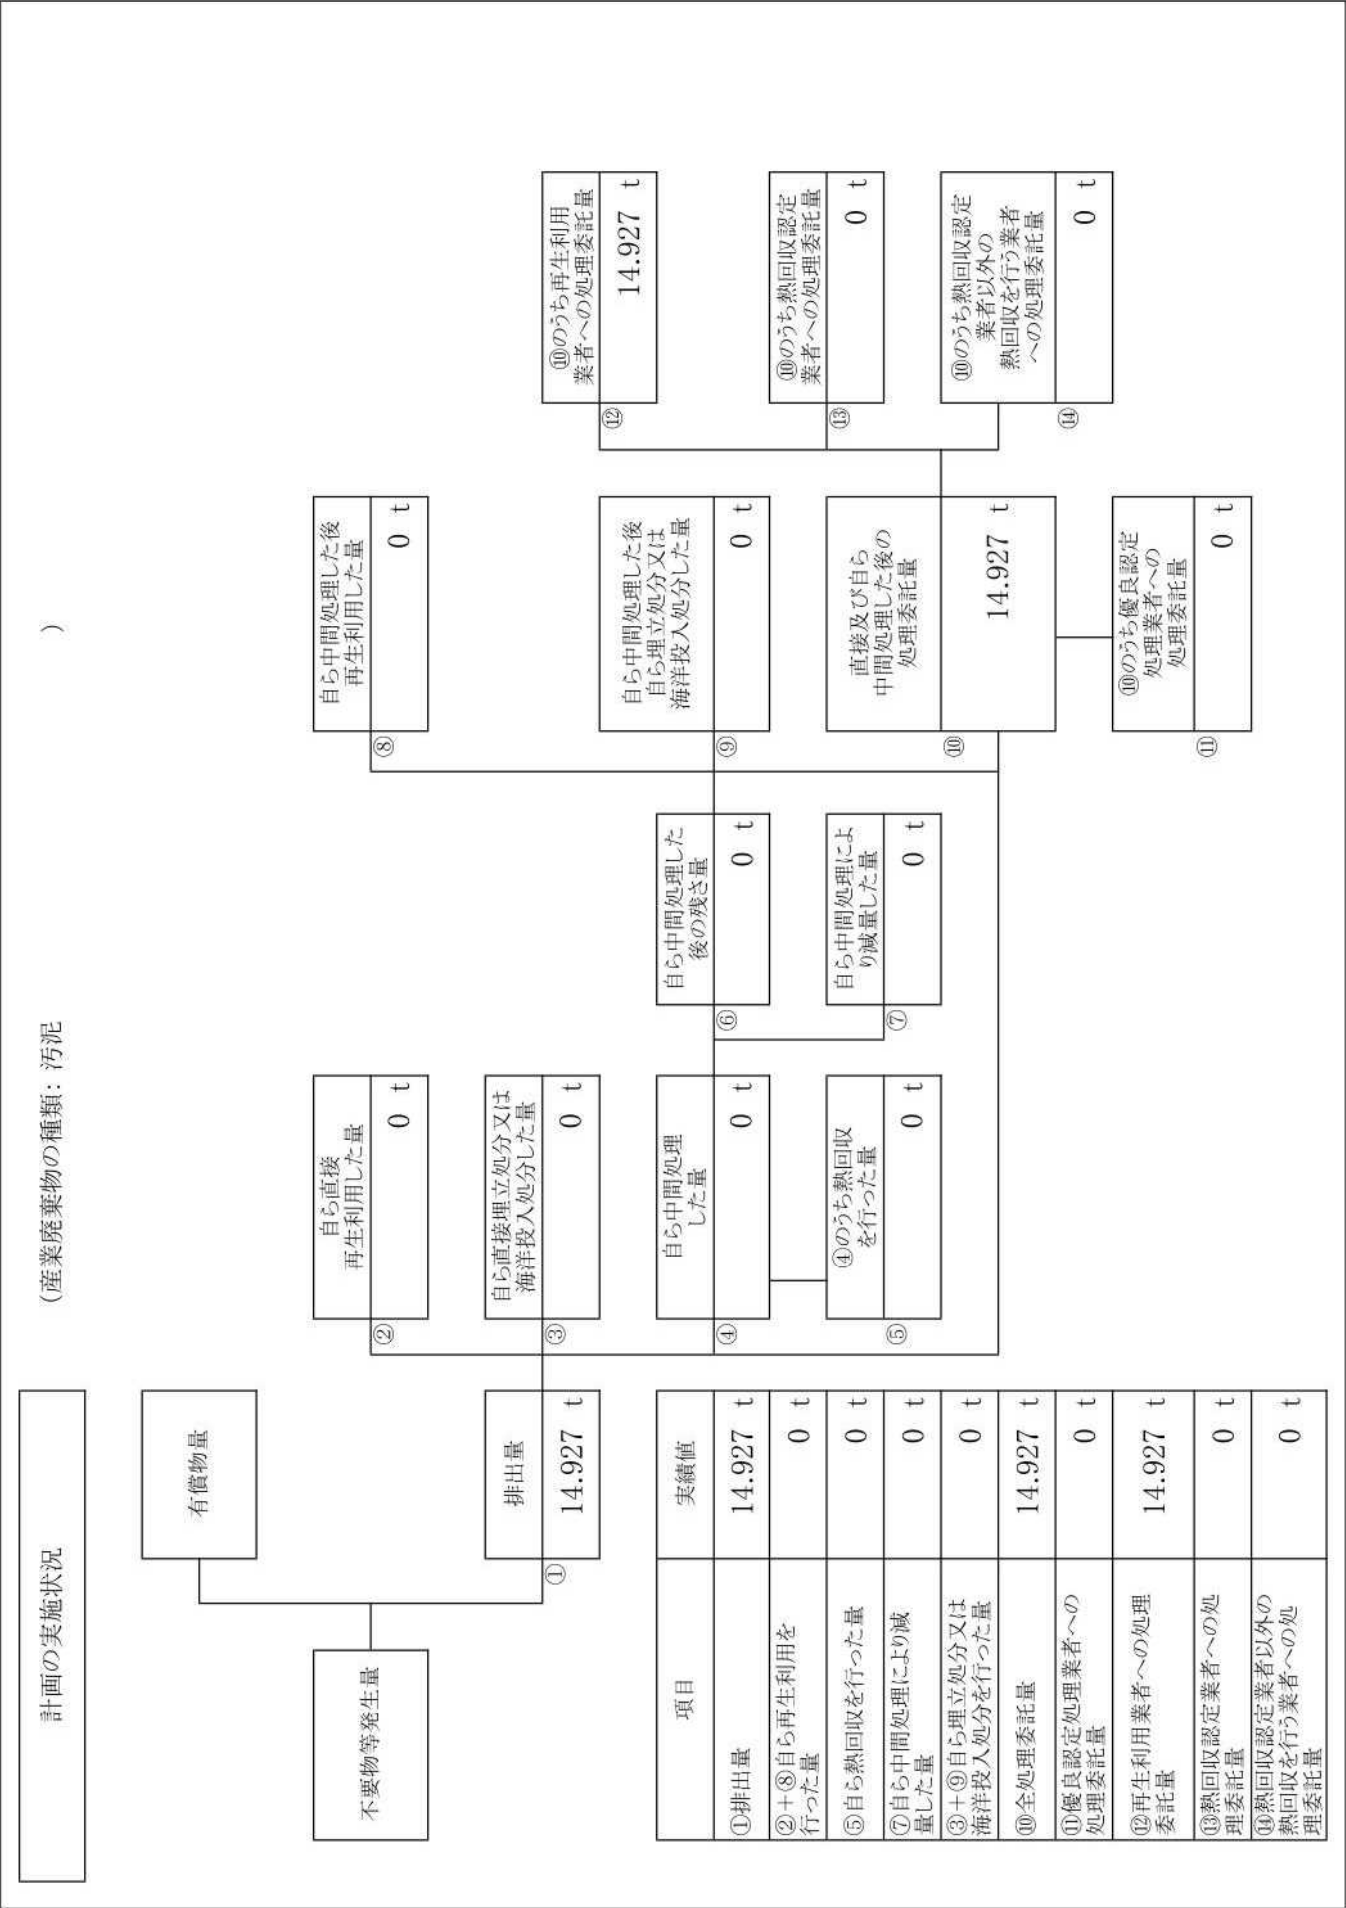 計画の実施状況
(産業廃棄物の種類: 汚泥 )
不要物等発生量
有償物量
排出量
①
14.927 t
自ら直接
再生利用した量
②
0 t
自ら直接埋立処分又は
海洋投入処分した量
③
0 t
自ら中間処理
した量
④
0 t
④のうち熱回収
を行った量
⑤
0 t
自ら中間処理した
後の残さ量
⑥
0 t
自ら中間処理によ
り減量した量
⑦
0 t
自ら中間処理した後
再生利用した量
⑧
0 t
自ら中間処理した後
自ら埋立処分又は
海洋投入処分した量
⑨
0 t
直接及び自ら
中間処理した後の
処理委託量
⑩
14.927 t
⑩のうち優良認定
処理業者への
処理委託量
⑪
0 t
⑩のうち再生利用
業者への処理委託量
⑫
14.927 t
⑩のうち熱回収認定
業者への処理委託量
⑬
0 t
⑩のうち熱回収認定
業者以外の
熱回収を行う業者
への処理委託量
⑭
0 t
項目 実績値
①排出量 14.927 t
②+⑧自ら再生利用を
行った量 0 t
⑤自ら熱回収を行った量 0 t
⑦自ら中間処理により減
量した量 0 t
③+⑨自ら埋立処分又は
海洋投入処分を行った量 0 t
⑩全処理委託量 14.927 t
⑪優良認定処理業者への
処理委託量 0 t
⑫再生利用業者への処理
委託量 14.927 t
⑬熱回収認定業者への処
理委託量 0 t
⑭熱回収認定業者以外の
熱回収を行う業者への処
理委託量 0 t